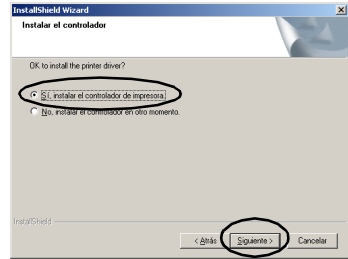 InstallShield Wizard
Instalar el controlador
OK to install the printer driver?
Sí, instalar el controlador de impresora.
No, instalar el controlador en otro momento.
InstallShield
< Atrás
Siguiente >
Cancelar